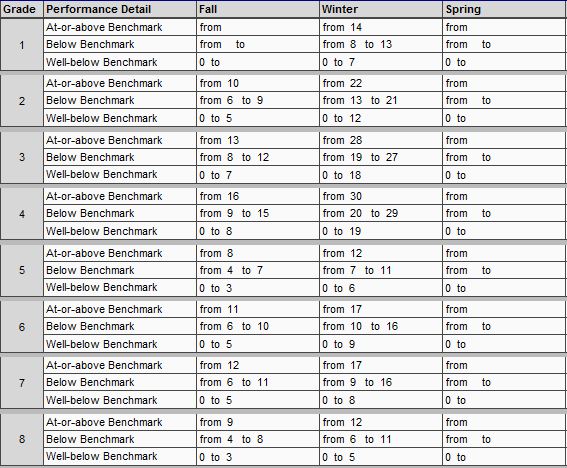 Grade Performance Detail Fall Winter Spring
At-or-above Benchmark from from 14 from
1 Below Benchmark from to from 8 to 13 from to
Well-below Benchmark 0 to 0 to 7 0 to
At-or-above Benchmark from 10 from 22 from
2 Below Benchmark from 6 to 9 from 13 to 21 from to
Well-below Benchmark 0 to 5 0 to 12 0 to
At-or-above Benchmark from 13 from 28 from
3 Below Benchmark from 8 to 12 from 19 to 27 from to
Well-below Benchmark 0 to 7 0 to 18 0 to
At-or-above Benchmark from 16 from 30 from
4 Below Benchmark from 9 to 15 from 20 to 29 from to
Well-below Benchmark 0 to 8 0 to 19 0 to
At-or-above Benchmark from 8 from 12 from
5 Below Benchmark from 4 to 7 from 7 to 11 from to
Well-below Benchmark 0 to 3 0 to 6 0 to
At-or-above Benchmark from 11 from 17 from
6 Below Benchmark from 6 to 10 from 10 to 16 from to
Well-below Benchmark 0 to 5 0 to 9 0 to
At-or-above Benchmark from 12 from 17 from
7 Below Benchmark from 6 to 11 from 9 to 16 from to
Well-below Benchmark 0 to 5 0 to 8 0 to
At-or-above Benchmark from 9 from 12 from
8 Below Benchmark from 4 to 8 from 6 to 11 from to
Well-below Benchmark 0 to 3 0 to 5 0 to